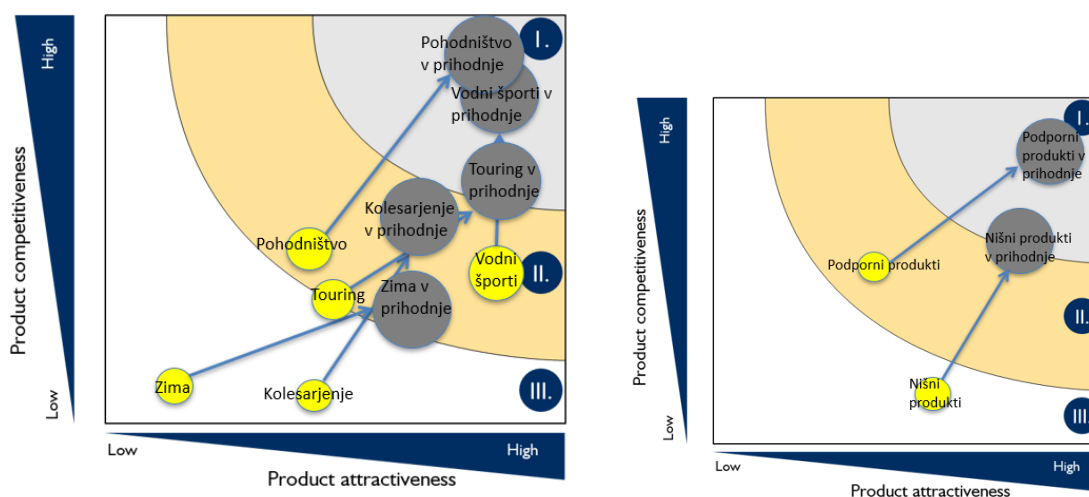 Product competitiveness
High
Low
I.
Pohodništvo
v prihodnje
Vodni športi v
prihodnje
Touring v
prihodnje
Kolesarjenje
v prihodnje
Pohodništvo
Vodni
športi
II.
Touring
Zima v
prihodnje
Zima
Kolesarjenje
III.
Low
High
Product attractiveness
Product competitiveness
High
Low
I.
Podporni
produkti v
prihodnje
Nišni produkti
v prihodnje
Podporni produkti
II.
Nišni
produkti
III.
Low
High
Product attractiveness